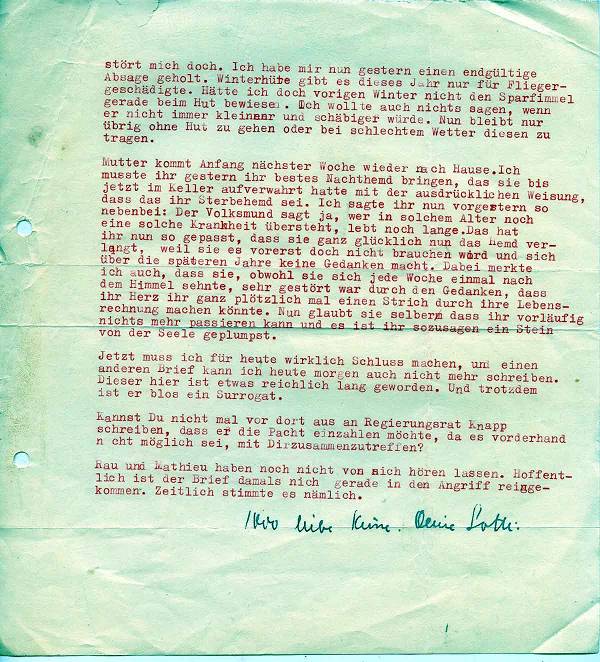 stört mich doch. Ich habe mir nun gestern einen endgültige
Absage geholt. Winterhüte gibt es dieses Jahr nur für Flieger-
geschädigte. Hätte ich doch vorigen Winter nicht den Sparfimmel
gerade beim Hut bewiesen. Ich wollte auch nichts sagen, wenn
er nicht immer kleiner und schäbiger würde. Nun bleibt nur
übrig ohne Hut zu gehen oder bei schlechtem Wetter diesen zu
tragen.
Mutter kommt Anfang nächster Woche wieder nach Hause.Ich
musste ihr gestern ihr bestes Nachthemd bringen, das sie bis
jetzt im Keller aufverwahrt hatte mit der ausdrücklichen Weisung,
dass das ihr Sterbehemd sei. Ich sagte ihr nun vorgestern so
nebenbei: Der Volksmund sagt ja, wer in solchem Alter noch
eine solche Krankheit übersteht, lebt noch lange.Das hat
ihr nun so gepasst, dass sie ganz glücklich nun das Hemd ver-
langt, weil sie es vorerst doch nicht brauchen wird und sich
über die späteren Jahre keine Gedanken macht. Dabei merkte
ich auch, dass sie, obwohl sie sich jede Woche einmal nach
dem Himmel sehnte, sehr gestört war durch den Gedanken, dass
ihr Herz ihr ganz plötzlich mal einen Strich durch ihre Lebens-
rechnung machen könnte. Nun glaubt sie selber dass ihr vorläufig
nichts mehr passieren kann und es ist ihr sozusagen ein Stein
von der Seele geplumpst.
Jetzt muss ich für heute wirklich Schluss machen, und einen
anderen Brief kann ich heute morgen auch nicht mehr schreiben.
Dieser hier ist etwas reichlich lang geworden. Und trotzdem
ist er blos ein Surrogat.
Kannst Du nicht mal vor dort aus an Regierungsrat Knapp
schreiben, dass er die Pacht einzahlen möchte, da es vorderhand
n cht möglich sei, mit Dirzusammenzutreffen?
Rau und Mathieu haben noch nicht von sich hören lassen. Hoffent-
lich ist der Brief damals nich gerade in den Angriff reinge-
kommen. Zeitlich stimmte es nämlich.
1000 liebe Küsse. Deine